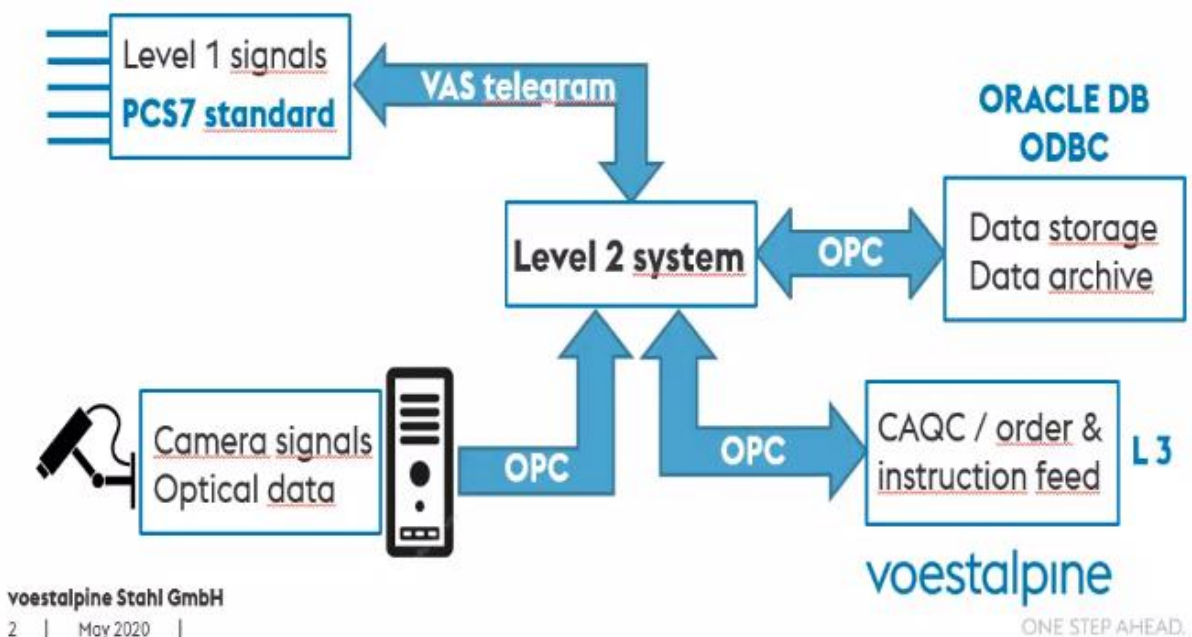 Level 1 signals
PCS7 standard
VAS telegram
ORACLE DB
ODBC
Level 2 system
OPC
Data storage
Data archive
Camera signals
Optical data
OPC
OPC
CAQC / order &
instruction feed
L 3
voestalpine
ONE STEP AHEAD.
voestalpine Stahl GmbH
2 | May 2020 |